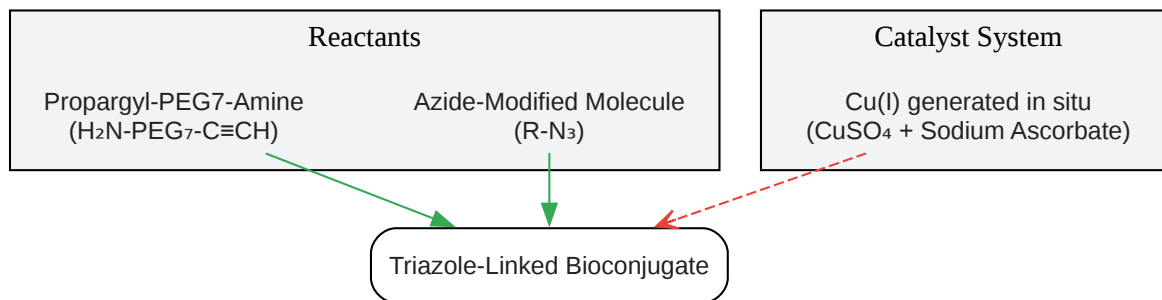 Reactants
Propargyl-PEG7-Amine
(H₂N-PEG₇-C≡CH)
Azide-Modified Molecule
(R-N₃)
Catalyst System
Cu(I) generated in situ
(CuSO₄ + Sodium Ascorbate)
Triazole-Linked Bioconjugate